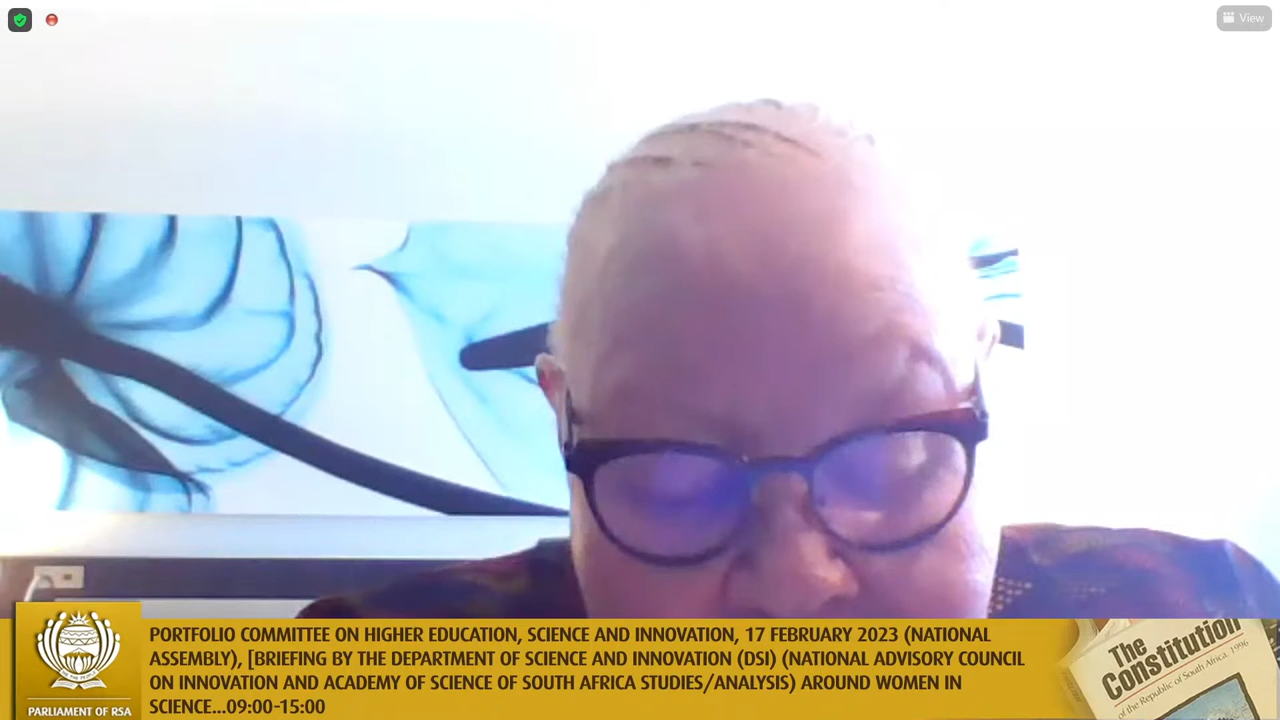 View
PORTFOLIO COMMITTEE ON HIGHER EDUCATION, SCIENCE AND INNOVATION, 17 FEBRUARY 2023 (NATIONAL
ASSEMBLY), [BRIEFING BY THE DEPARTMENT OF SCIENCE AND INNOVATION (DSI) (NATIONAL ADVISORY COUNCIL
ON INNOVATION AND ACADEMY OF SCIENCE OF SOUTH AFRICA STUDIES/ANALYSIS) AROUND WOMEN IN
SCIENCE...09:00-15:00
PARLIAMENT OF RSA
The
Constitution
of the Republic of South Africa, 1996